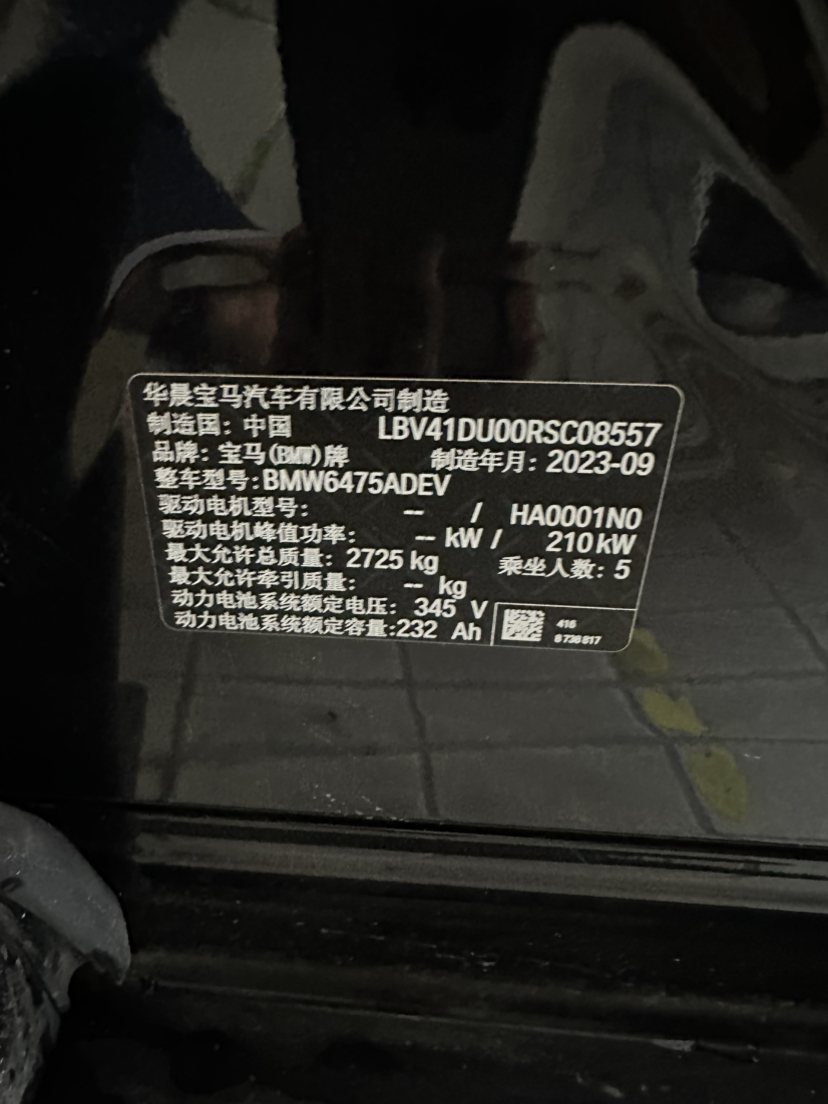 华晨宝马汽车有限公司制造
制造国: 中国 LBV41DU00RSC08557
品牌: 宝马(BMW)牌 制造年月: 2023-09
整车型号:BMW6475ADEV
驱动电机型号: -- / HA0001N0
驱动电机峰值功率: -- kW / 210kW
最大允许总质量: 2725 kg 乘坐人数: 5
最大允许牵引质量: -- kg
动力电池系统额定电压: 345 V
动力电池系统额定容量:232 Ah
416
8738817